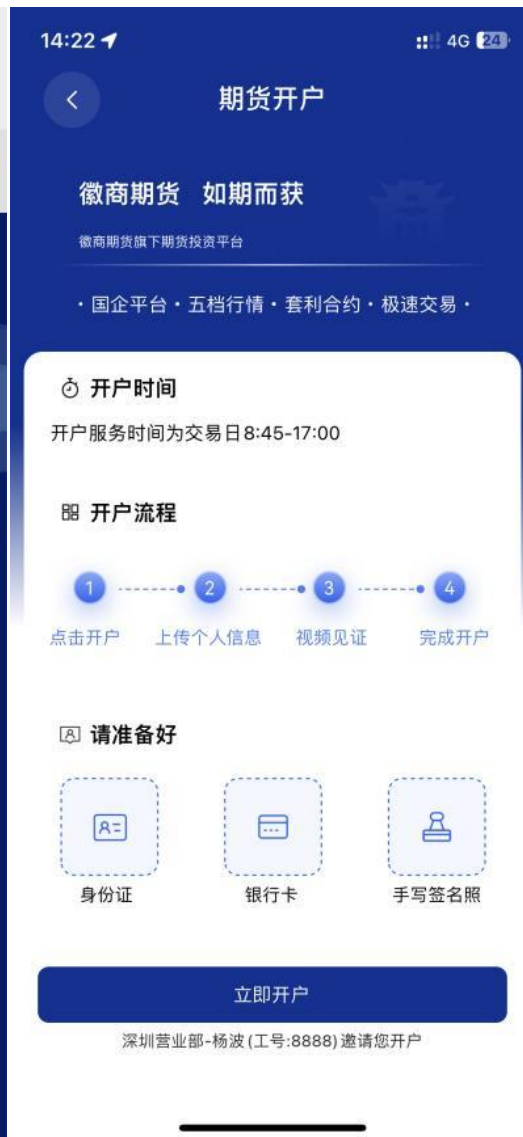 14:22
4G 24
期货开户
徽商期货 如期而获
徽商期货旗下期货投资平台
·国企平台·五档行情·套利合约·极速交易·
开户时间
开户服务时间为交易日8:45-17:00
开户流程
1 2 3 4
点击开户 上传个人信息 视频见证 完成开户
请准备好
身份证 银行卡 手写签名照
立即开户
深圳营业部-杨波(工号:8888)邀请您开户